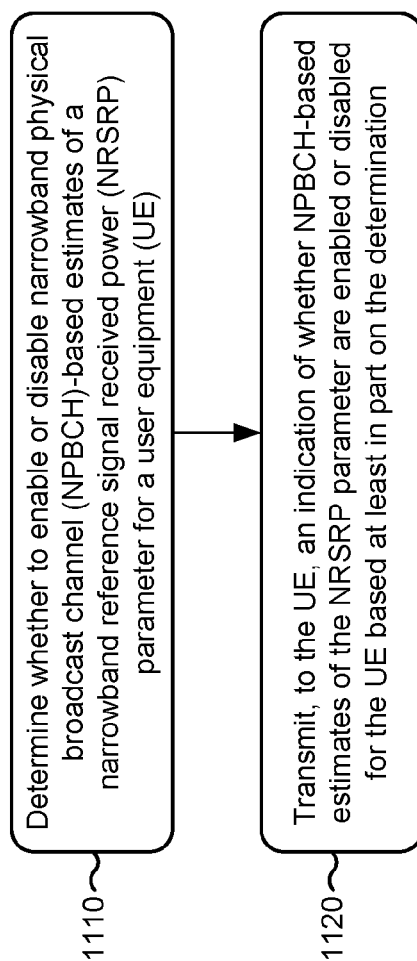 1110
Determine whether to enable or disable narrowband physical
broadcast channel (NPBCH)-based estimates of a
narrowband reference signal received power (NRSRP)
parameter for a user equipment (UE)
1120
Transmit, to the UE, an indication of whether NPBCH-based
estimates of the NRSRP parameter are enabled or disabled
for the UE based at least in part on the determination